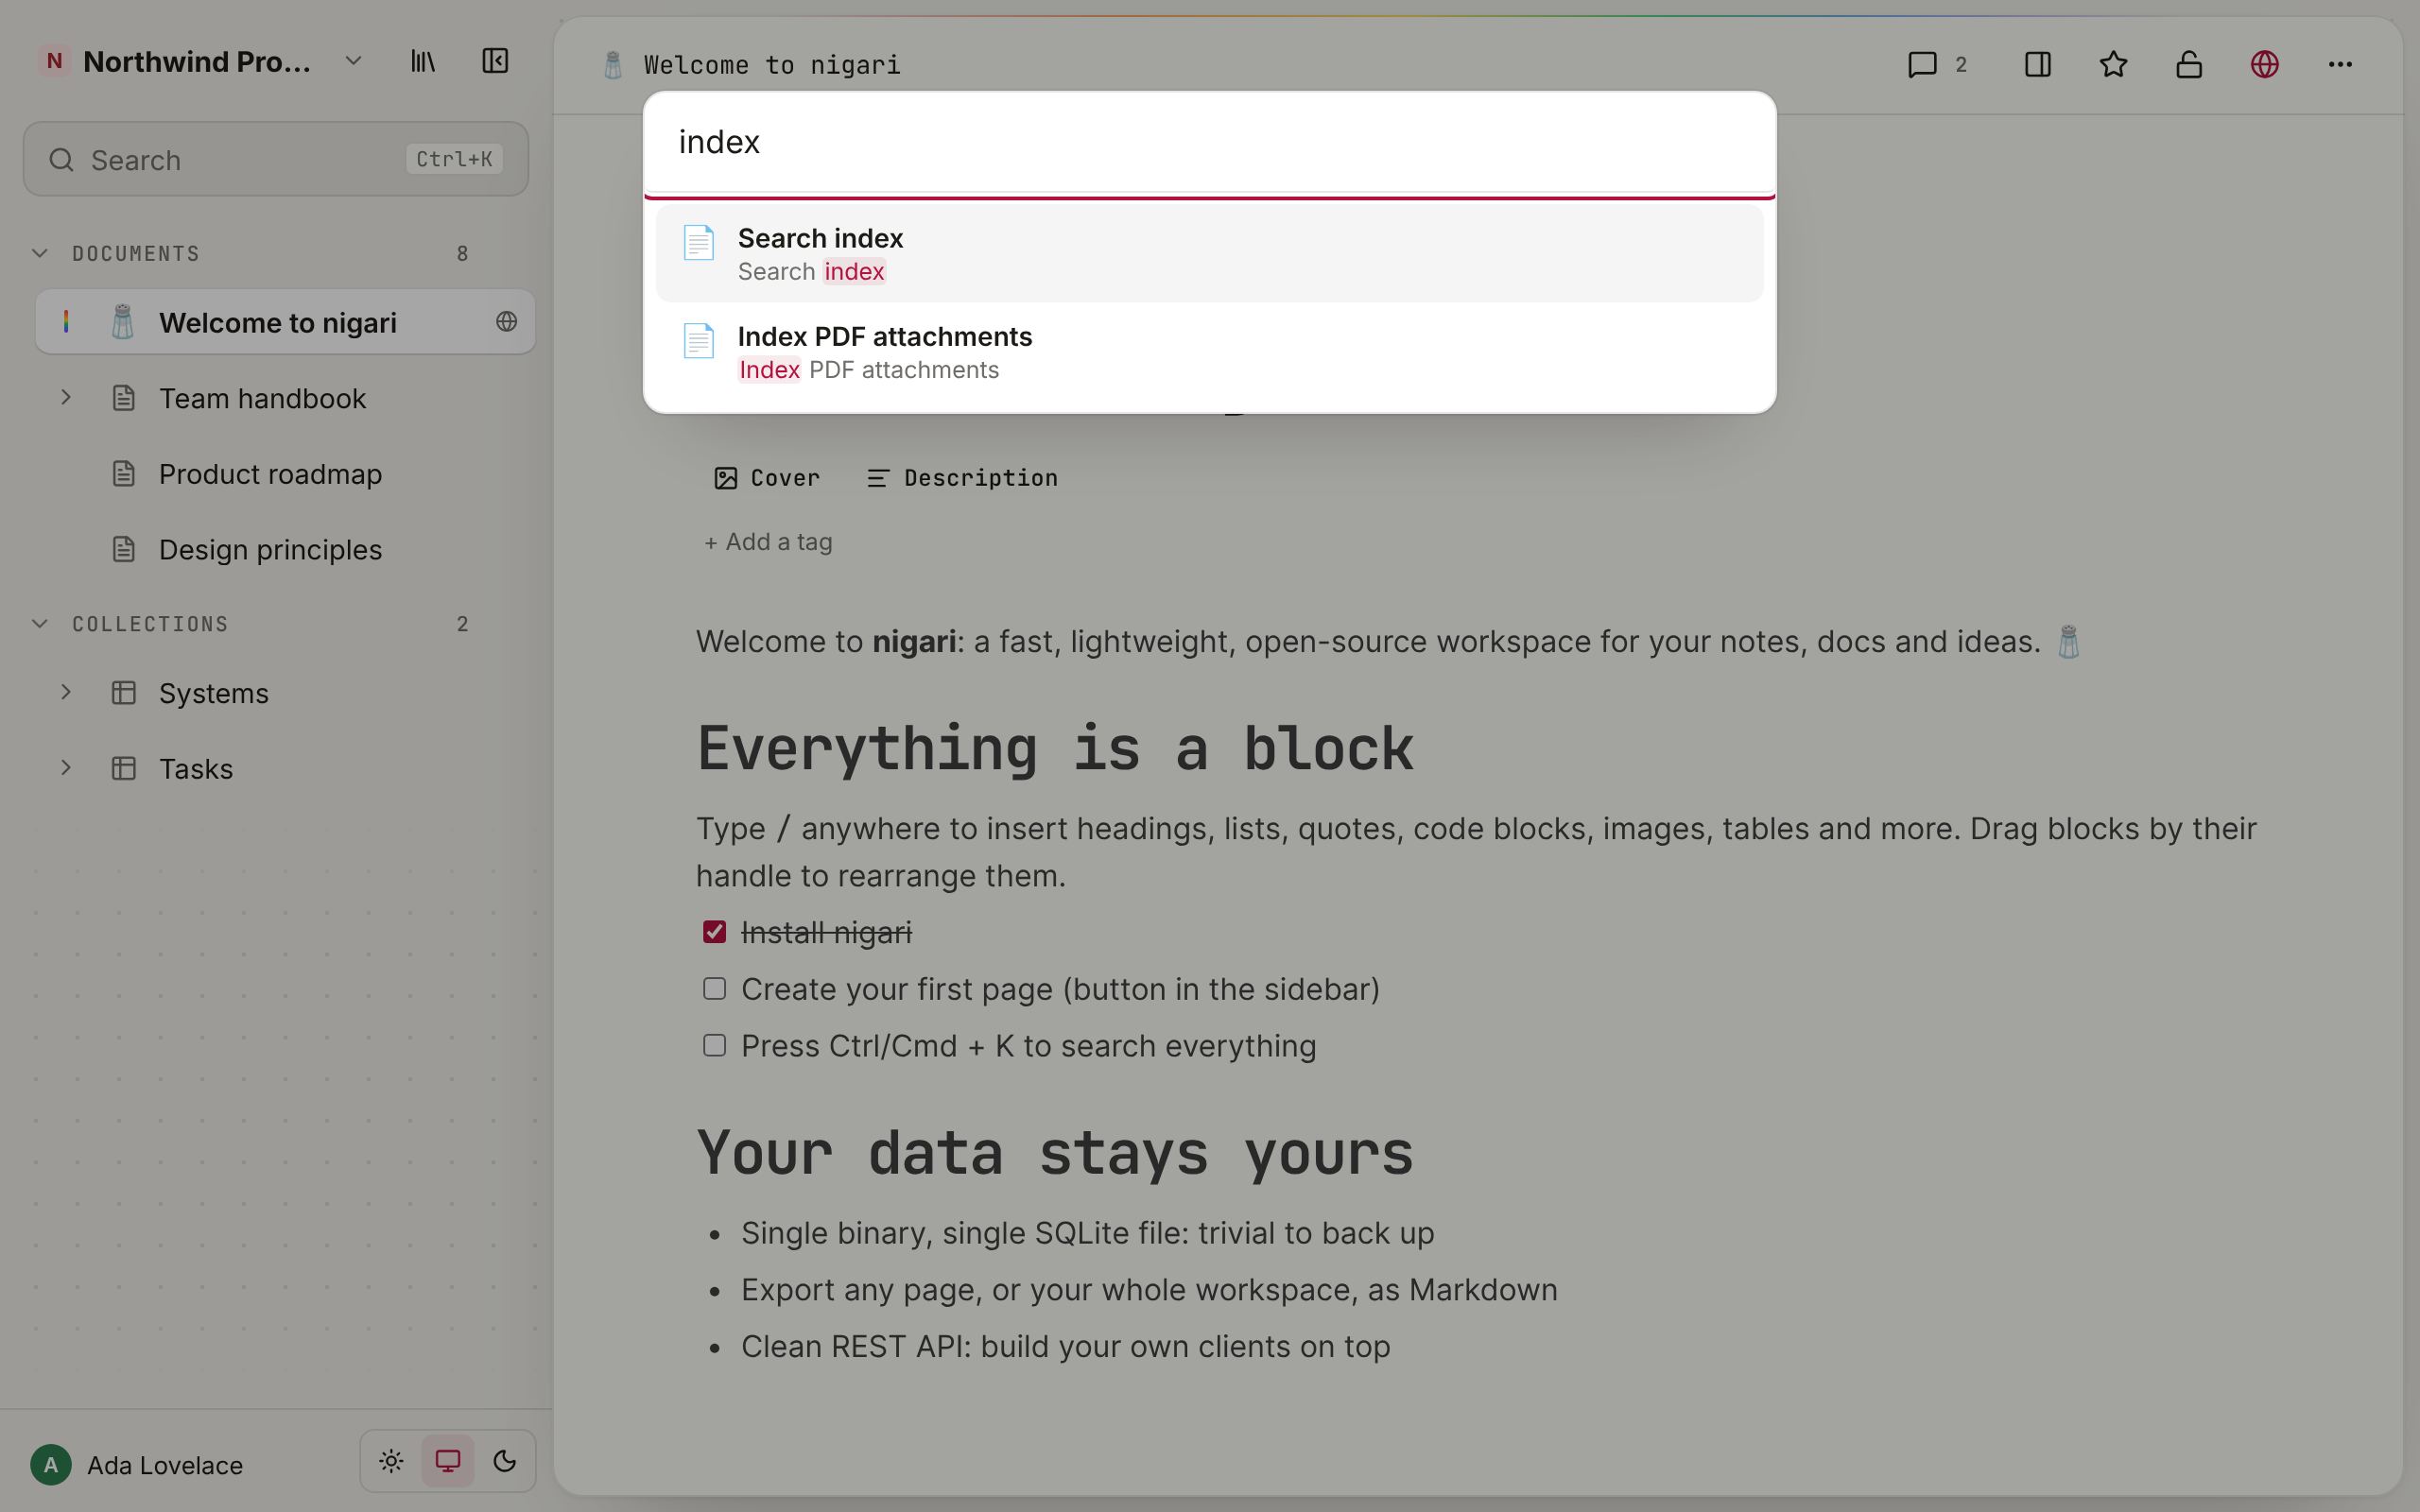 N Northwind Pro...
Search Ctrl+K
DOCUMENTS 8
Welcome to nigari
Team handbook
Product roadmap
Design principles
COLLECTIONS 2
Systems
Tasks
A Ada Lovelace
Welcome to nigari
2
index
Search index
Search index
Index PDF attachments
Index PDF attachments
Cover Description
+ Add a tag
Welcome to nigari: a fast, lightweight, open-source workspace for your notes, docs and ideas.
Everything is a block
Type / anywhere to insert headings, lists, quotes, code blocks, images, tables and more. Drag blocks by their
handle to rearrange them.
Install nigari
Create your first page (button in the sidebar)
Press Ctrl/Cmd + K to search everything
Your data stays yours
• Single binary, single SQLite file: trivial to back up
• Export any page, or your whole workspace, as Markdown
• Clean REST API: build your own clients on top